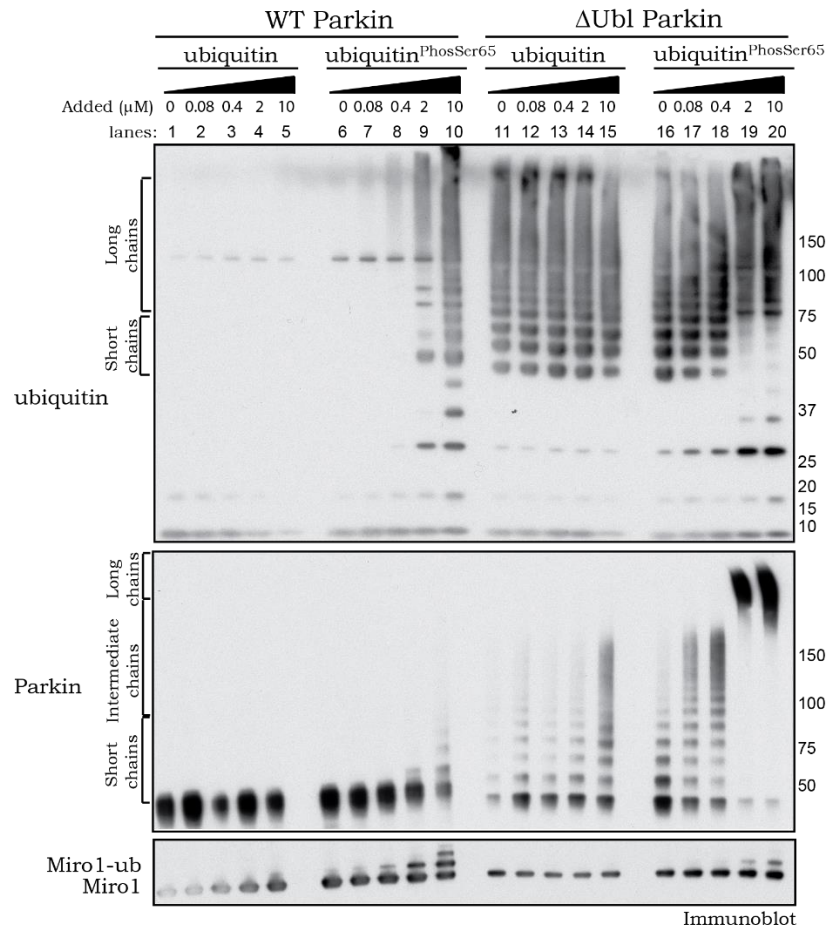 WT Parkin ΔUbl Parkin
ubiquitin ubiquitinPhosSer65 ubiquitin ubiquitinPhosSer65
Added (µM) 0 0.08 0.4 2 10 0 0.08 0.4 2 10 0 0.08 0.4 2 10 0 0.08 0.4 2 10
lanes: 1 2 3 4 5 6 7 8 9 10 11 12 13 14 15 16 17 18 19 20
Long chains
Short chains
ubiquitin
150
100
75
50
37
25
20
15
10
Long chains
Intermediate chains
Short chains
Parkin
150
100
75
50
Miro1-ub
Miro1
Immunoblot